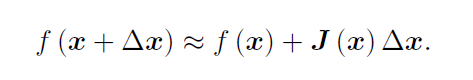 f (x + Δx) ≈ f (x) + J (x) Δx.